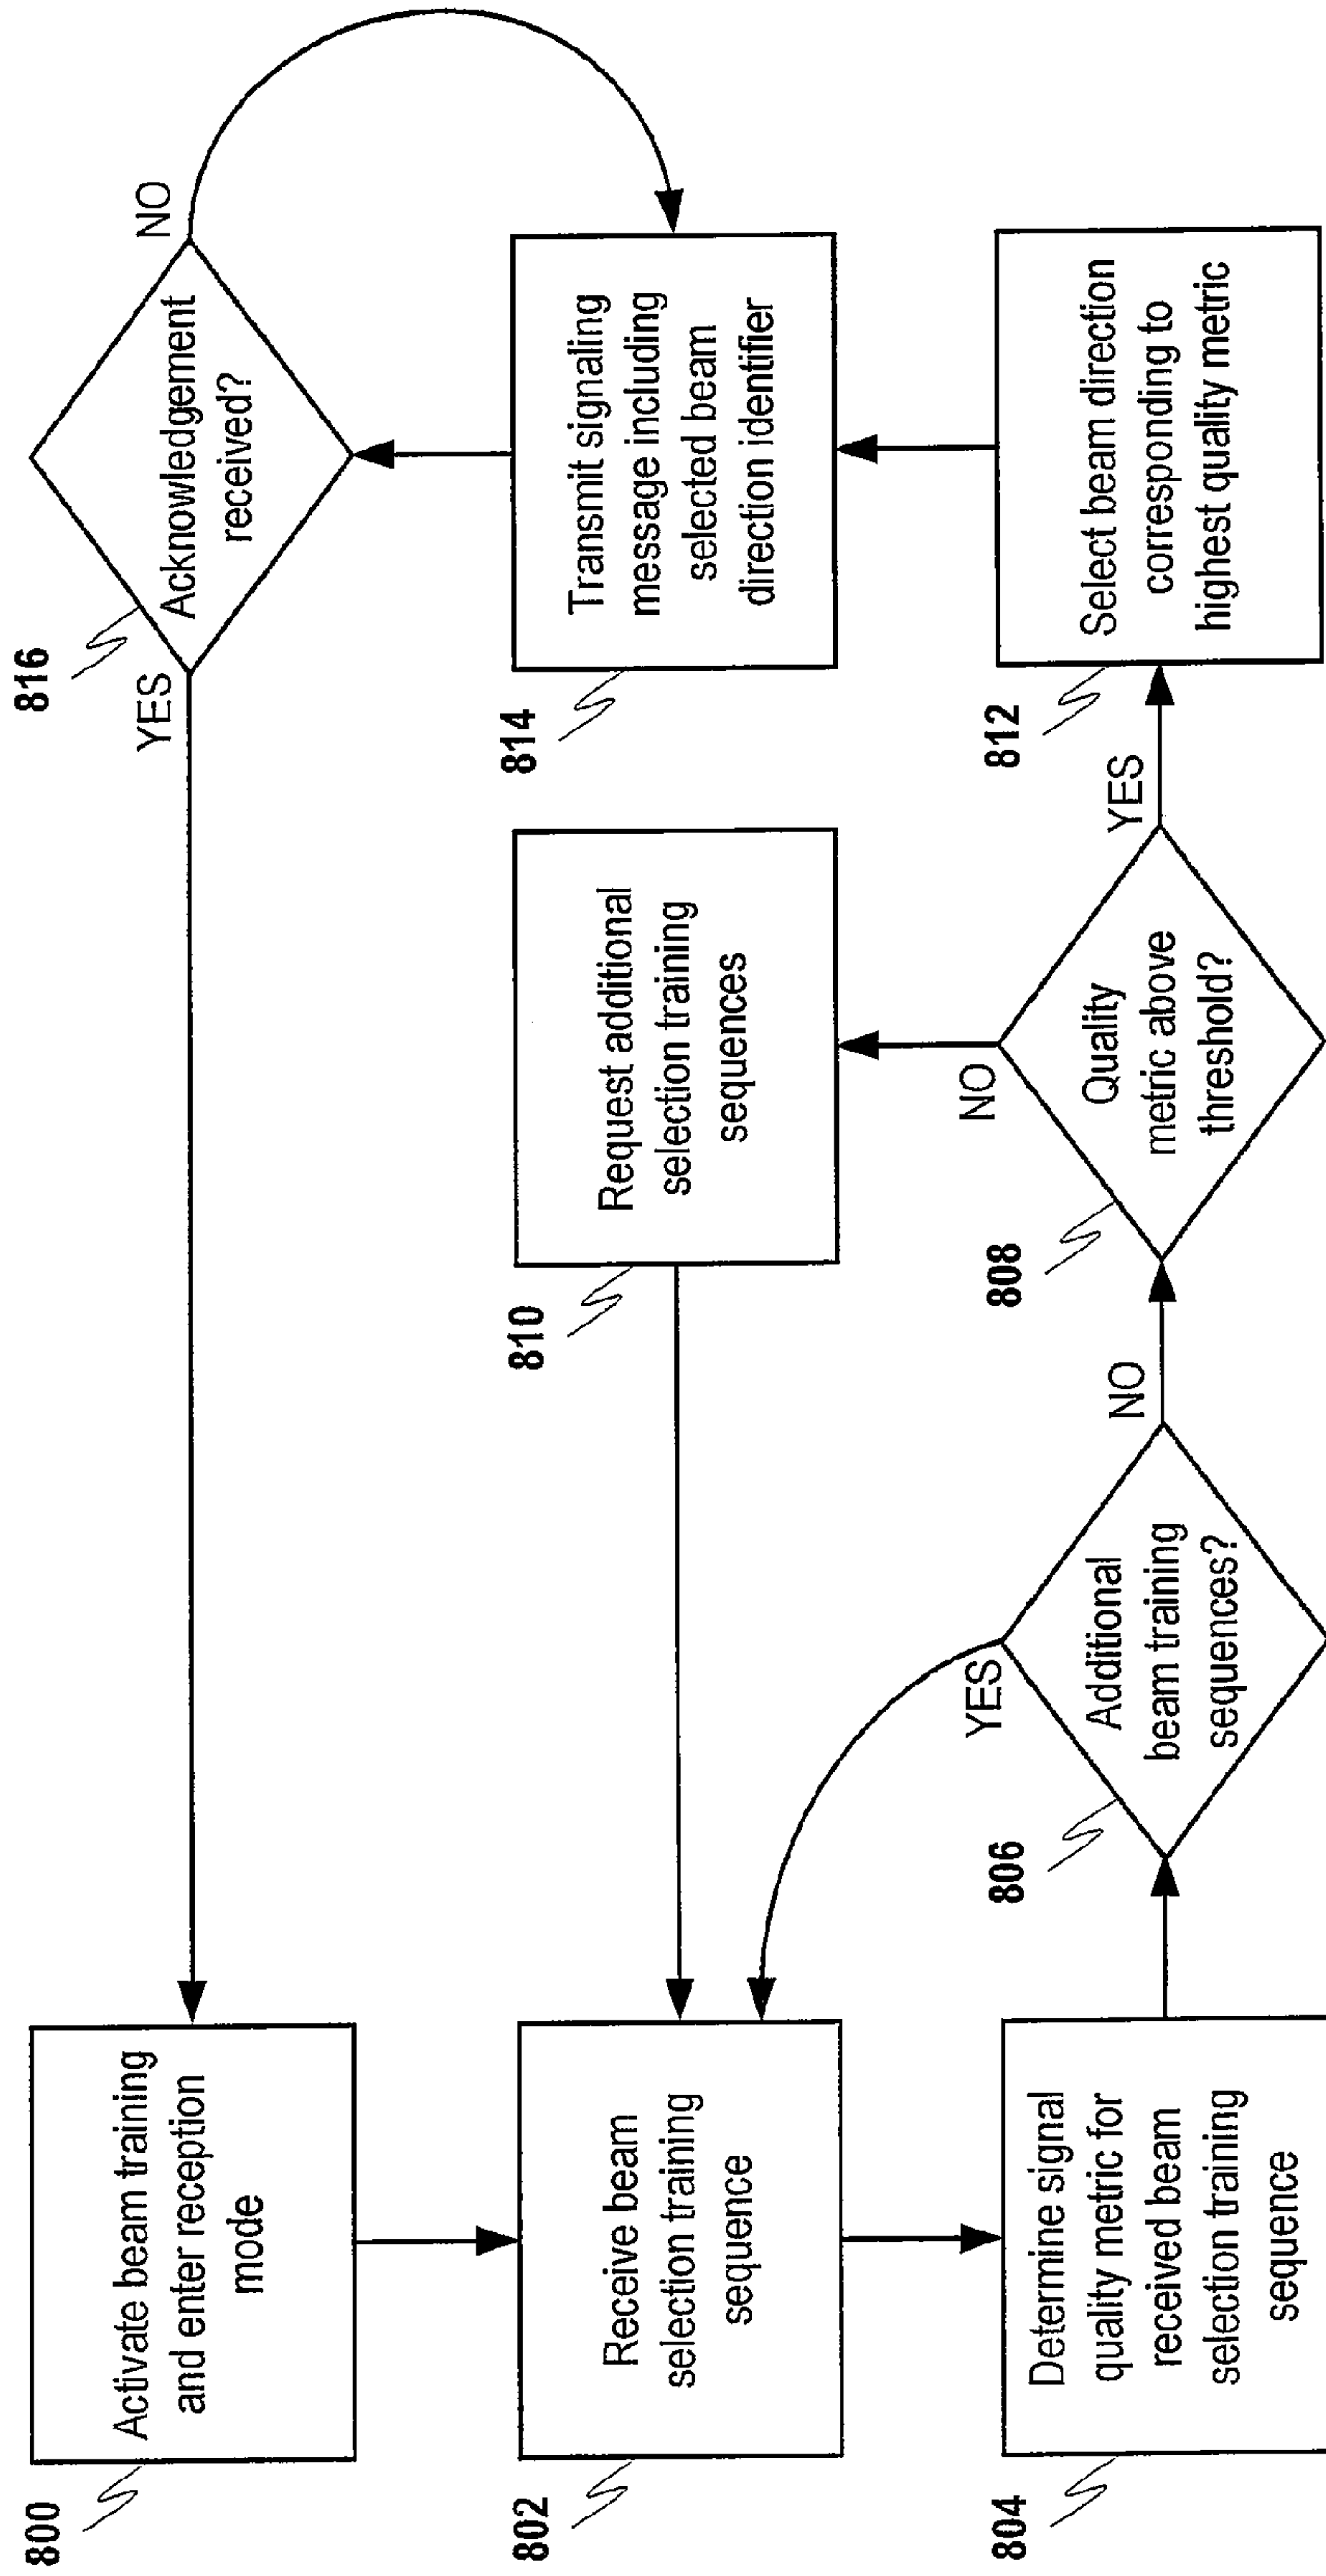 800
Activate beam training
and enter reception
mode
802
Receive beam
selection training
sequence
804
Determine signal
quality metric for
received beam
selection training
sequence
806
Additional
beam training
sequences?
YES
NO
808
Quality
metric above
threshold?
NO
YES
810
Request additional
selection training
sequences
812
Select beam direction
corresponding to
highest quality metric
814
Transmit signaling
message including
selected beam
direction identifier
816
Acknowledgement
received?
YES
NO